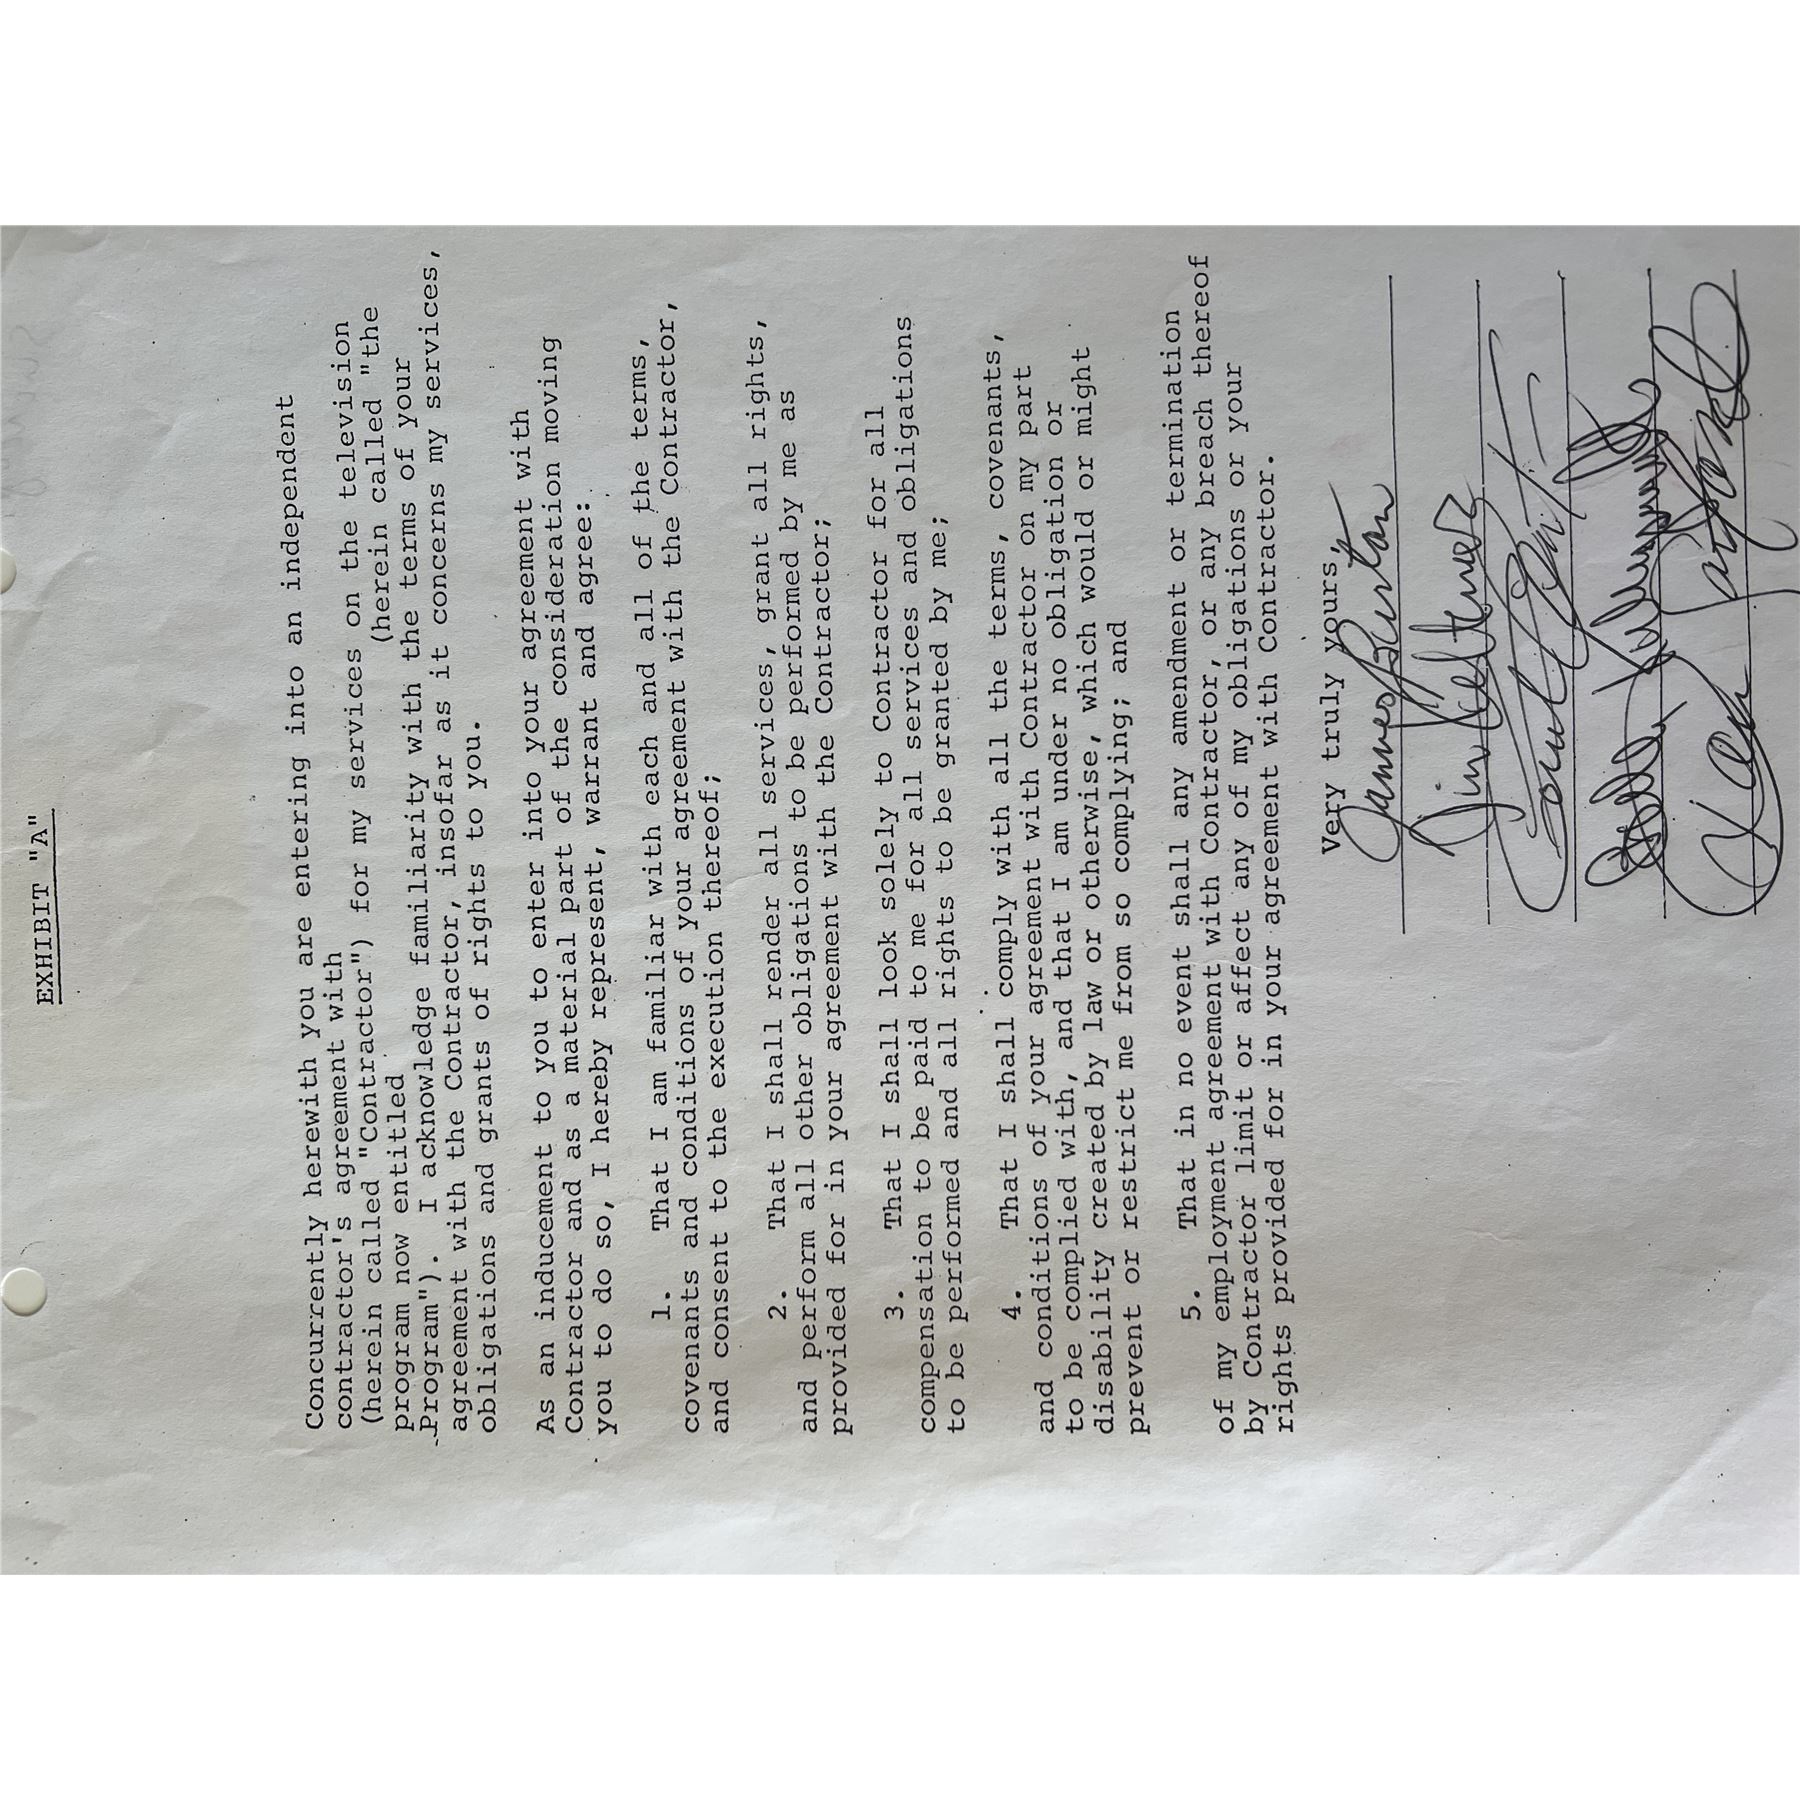 EXHIBIT "A"
Concurrently herewith you are entering into an independent
contractor's agreement with
(herein called "Contractor") for my services on the television
program now entitled (herein called "the
Program"). I acknowledge familiarity with the terms of your
agreement with the Contractor, insofar as it concerns my services,
obligations and grants of rights to you.
As an inducement to you to enter into your agreement with
Contractor and as a material part of the consideration moving
you to do so, I hereby represent, warrant and agree:
1. That I am familiar with each and all of the terms,
covenants and conditions of your agreement with the Contractor,
and consent to the execution thereof;
2. That I shall render all services, grant all rights,
and perform all other obligations to be performed by me as
provided for in your agreement with the Contractor;
3. That I shall look solely to Contractor for all
compensation to be paid to me for all services and obligations
to be performed and all rights to be granted by me;
4. That I shall comply with all the terms, covenants,
and conditions of your agreement with Contractor on my part
to be complied with, and that I am under no obligation or
disability created by law or otherwise, which would or might
prevent or restrict me from so complying; and
5. That in no event shall any amendment or termination
of my employment agreement with Contractor, or any breach thereof
by Contractor limit or affect any of my obligations or your
rights provided for in your agreement with Contractor.
Very truly yours,
James Burton
Jim Keltner